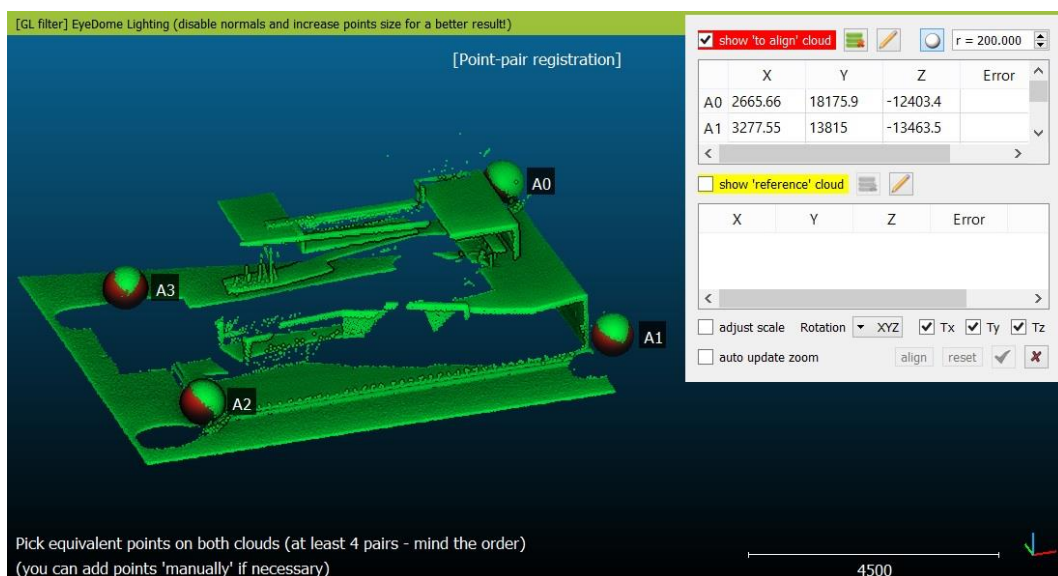 [GL filter] EyeDome Lighting (disable normals and increase points size for a better result!)
[Point-pair registration]
show 'to align' cloud r = 200.000
X Y Z Error
A0 2665.66 18175.9 -12403.4
A1 3277.55 13815 -13463.5
show 'reference' cloud
X Y Z Error
adjust scale Rotation XYZ Tx Ty Tz
auto update zoom align reset
A0
A3
A1
A2
Pick equivalent points on both clouds (at least 4 pairs - mind the order)
(you can add points 'manually' if necessary)
4500